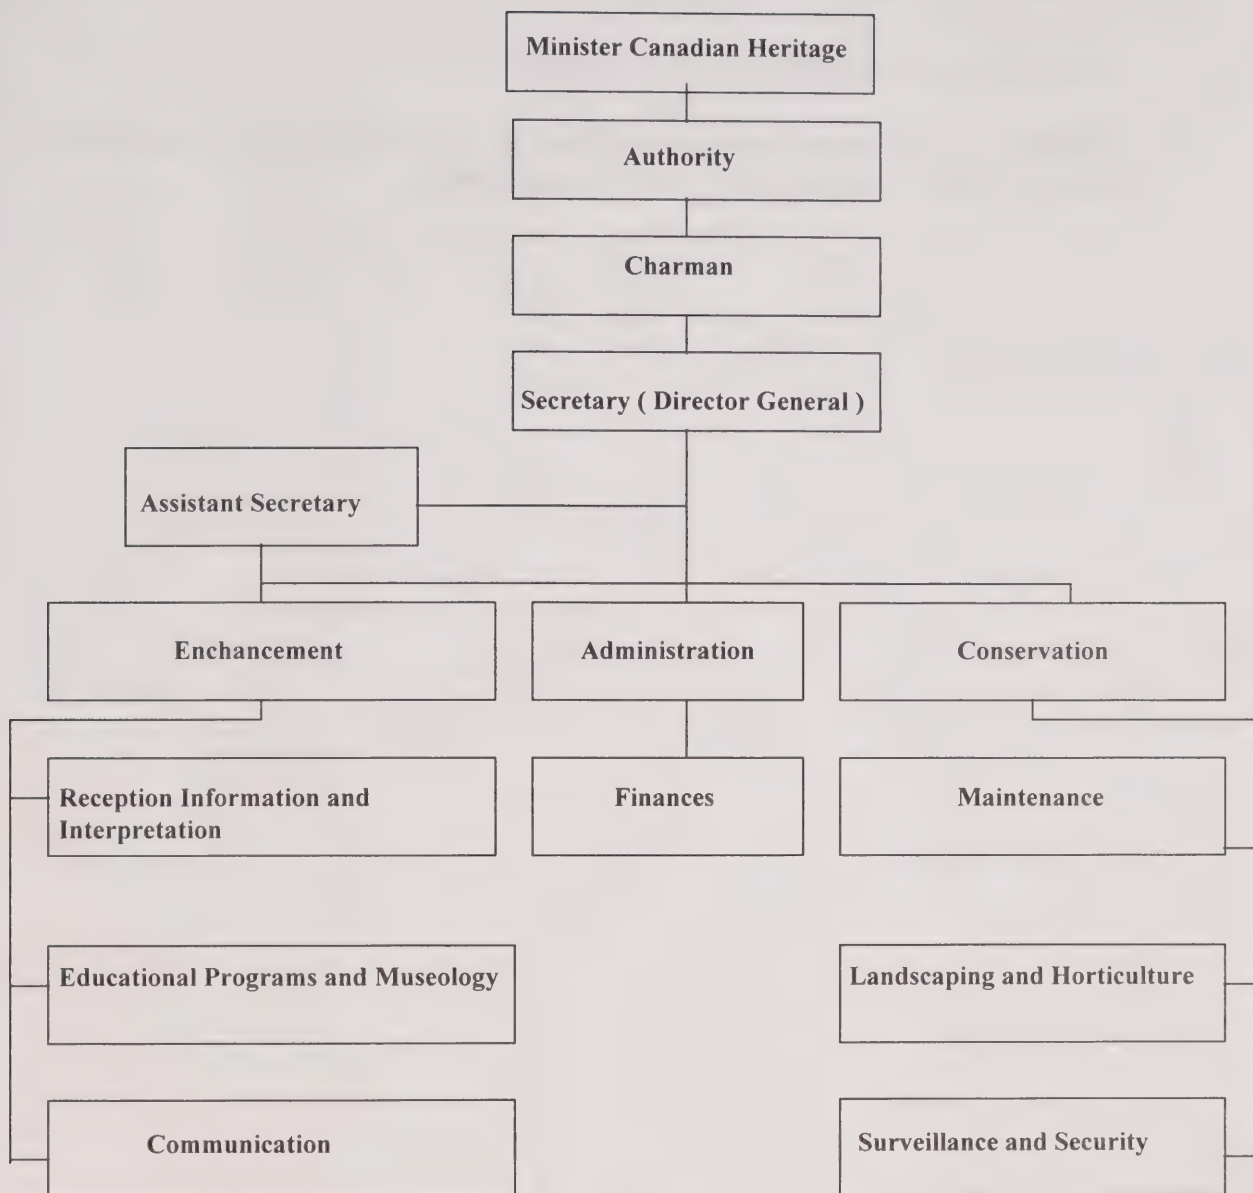 Minister Canadian Heritage
Authority
Charman
Secretary ( Director General )
Assistant Secretary
Enchancement
Administration
Conservation
Reception Information and
Interpretation
Finances
Maintenance
Educational Programs and Museology
Landscaping and Horticulture
Communication
Surveillance and Security